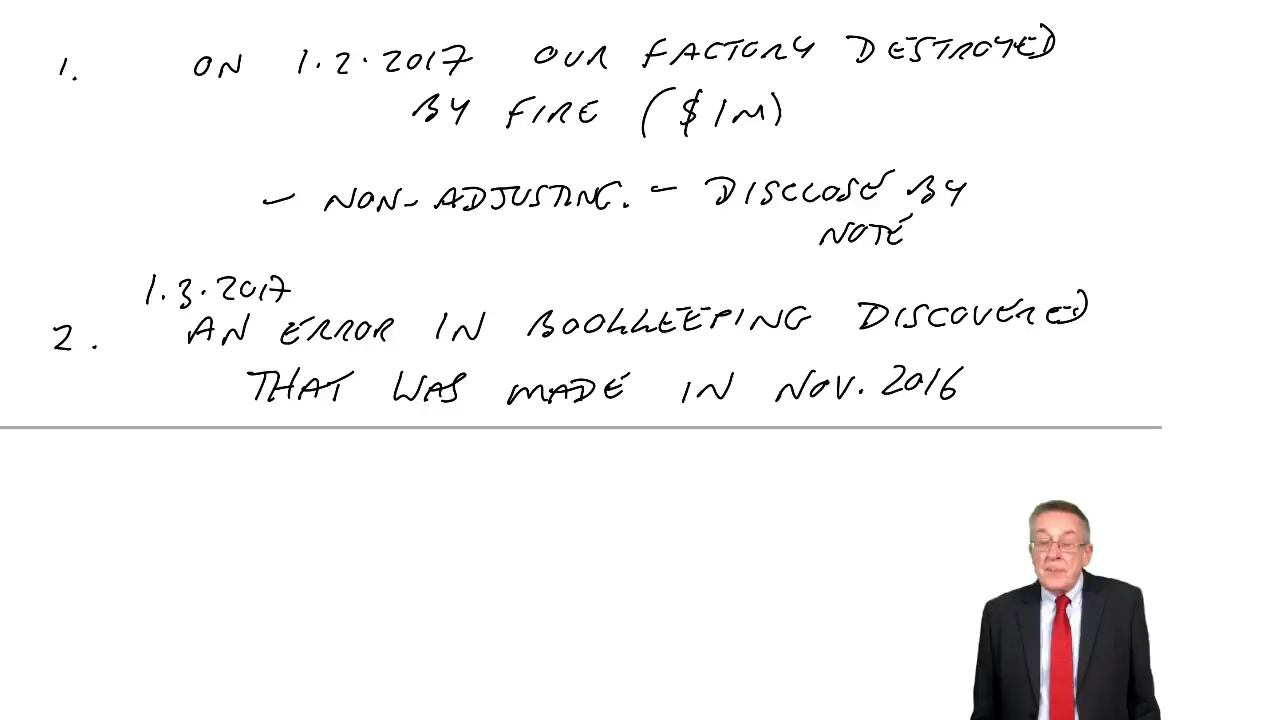 1. ON 1.2.2017 OUR FACTORY DESTROYED
BY FIRE ($1M)
- NON-ADJUSTING. - DISCLOSE BY
NOTE
1.3.2017
2. AN ERROR IN BOOKKEEPING DISCOVERED
THAT WAS MADE IN NOV. 2016